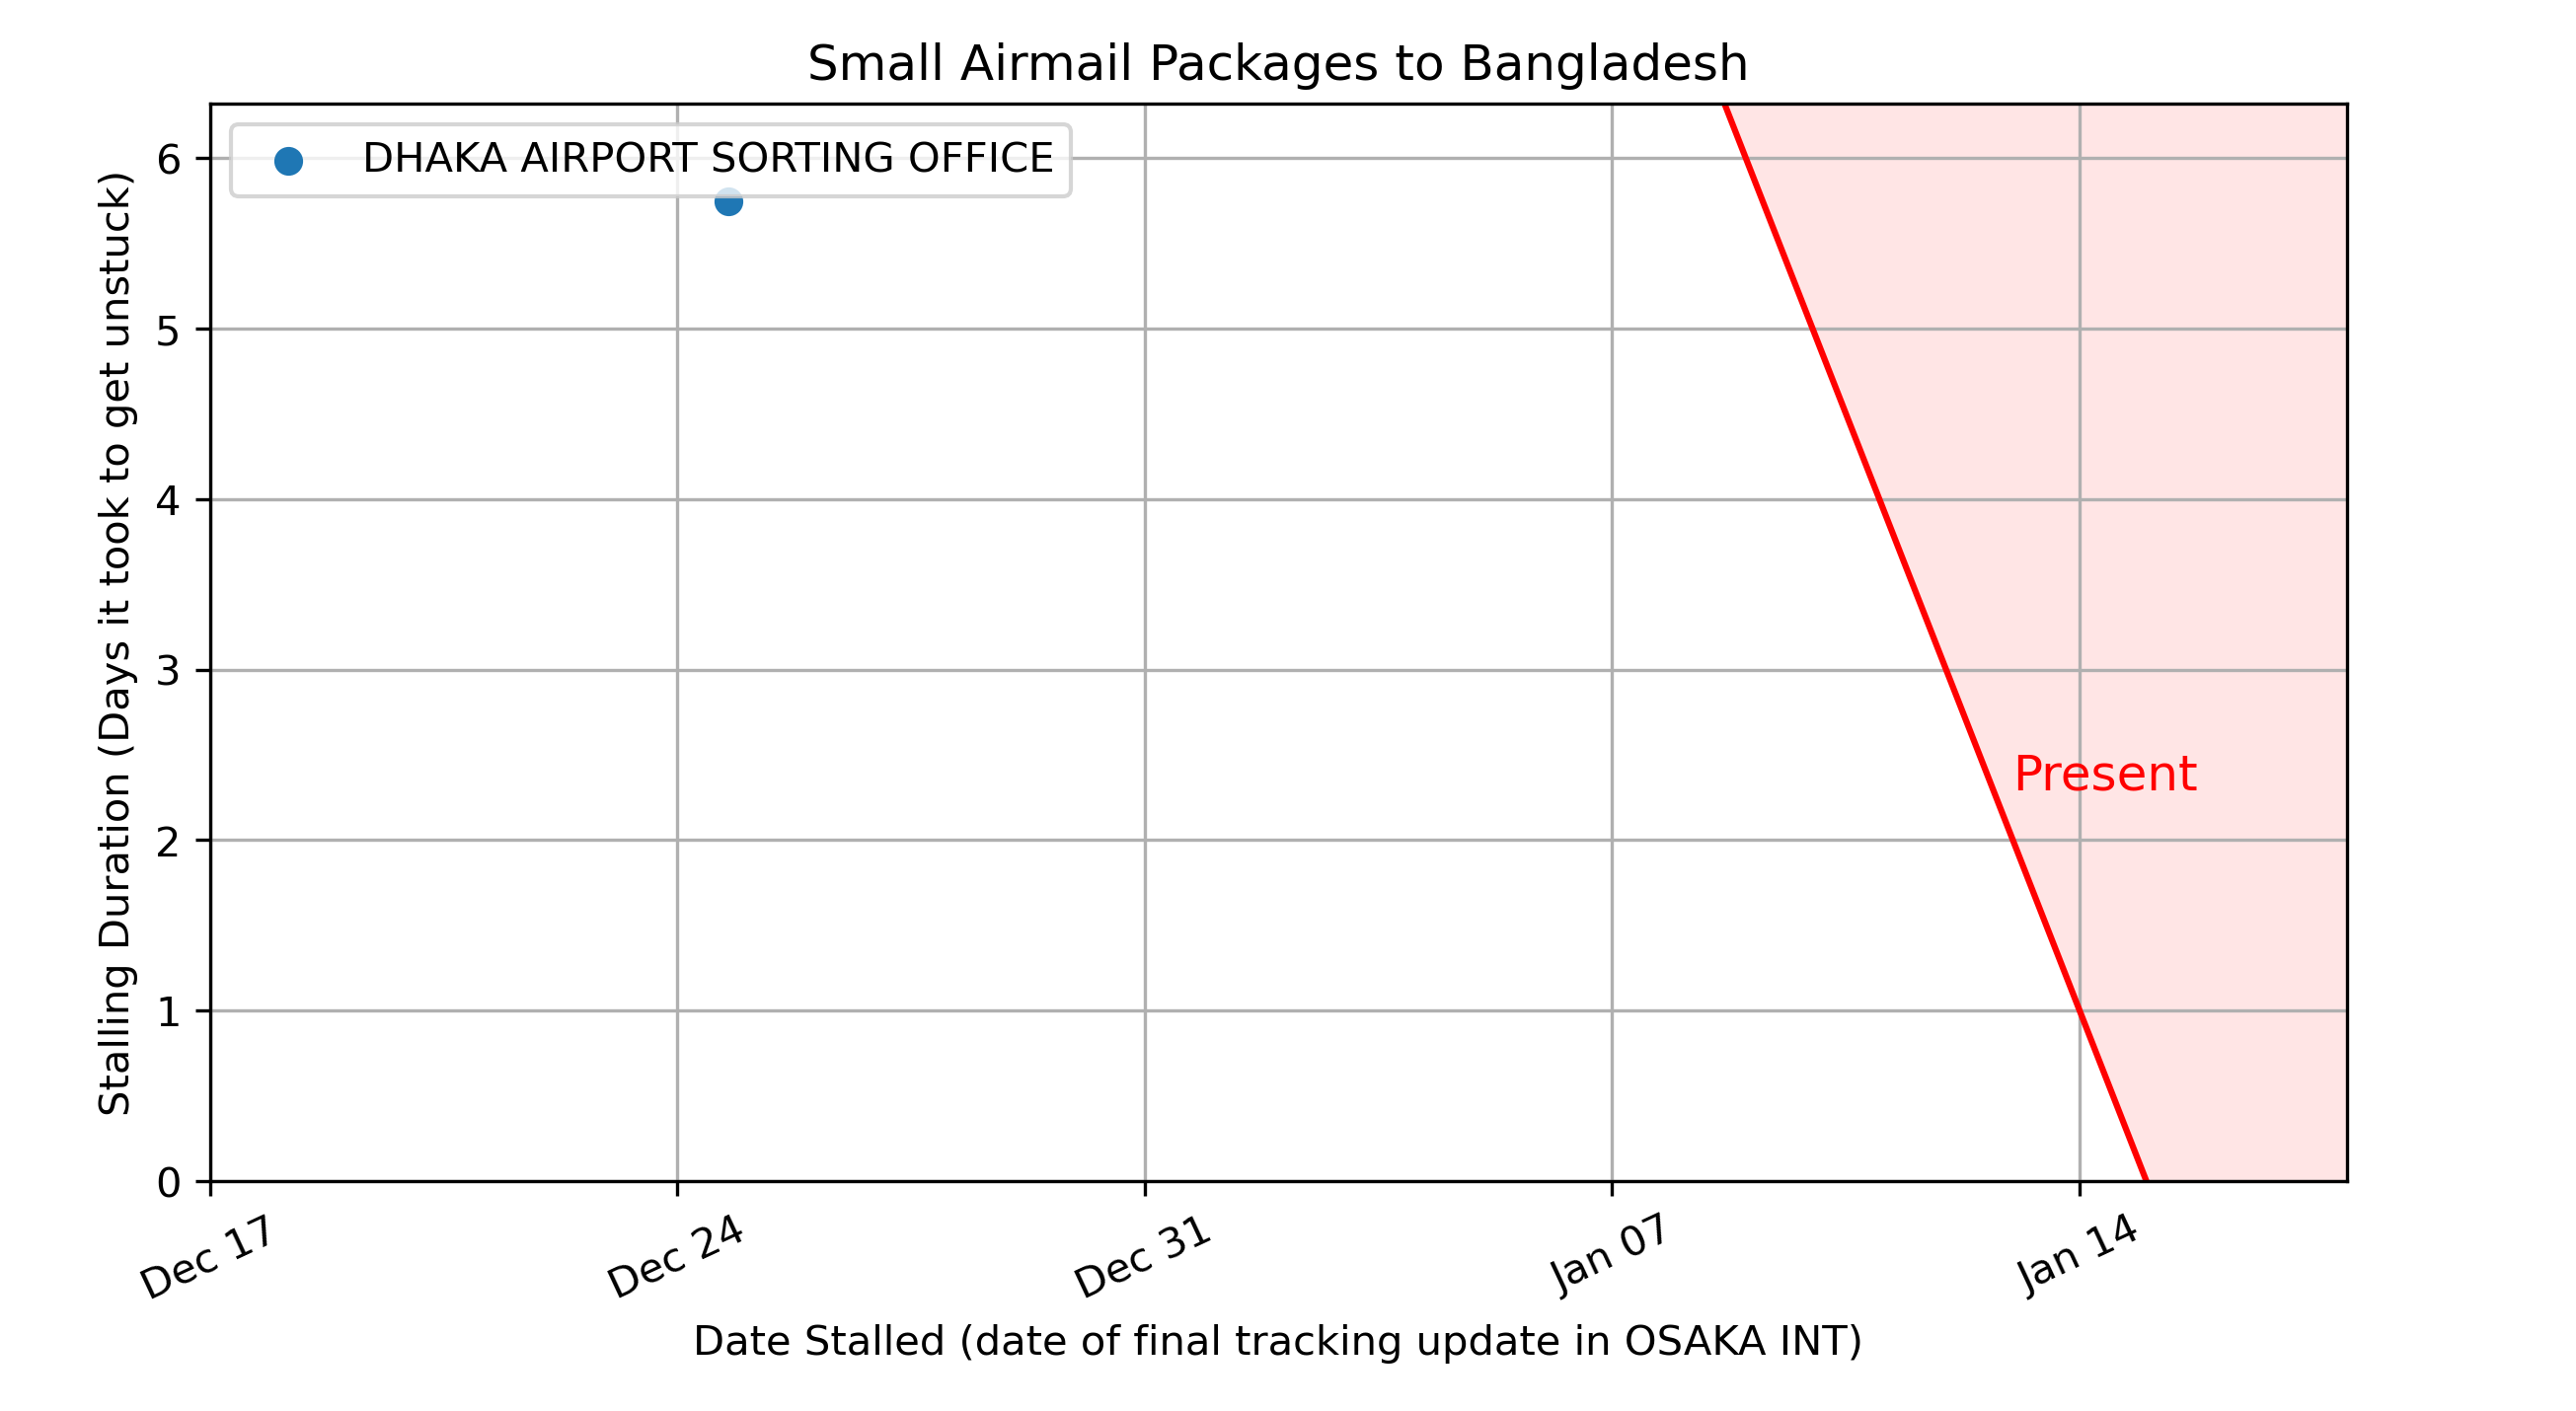 Small Airmail Packages to Bangladesh
DHAKA AIRPORT SORTING OFFICE
Stalling Duration (Days it took to get unstuck)
6
5
4
3
2
1
0
Present
Dec 17
Dec 24
Dec 31
Jan 07
Jan 14
Date Stalled (date of final tracking update in OSAKA INT)